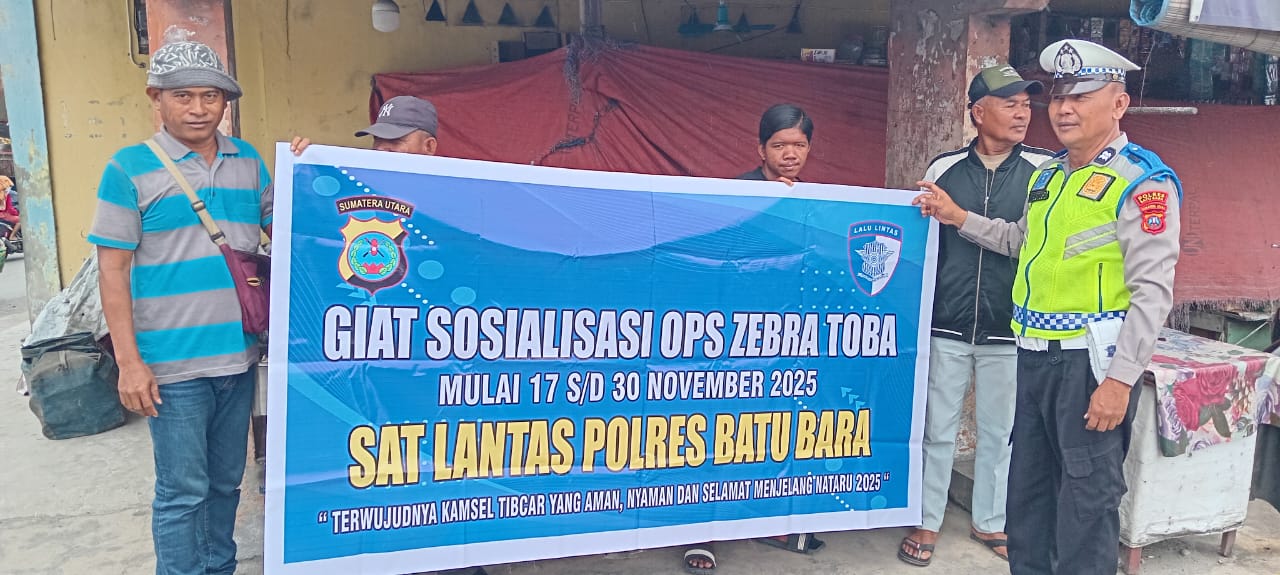 SUMATERA UTARA
LALU LINTAS
GIAT SOSIALISASI OPS ZEBRA TOBA
MULAI 17 S/D 30 NOVEMBER 2025
SAT LANTAS POLRES BATU BARA
“ TERWUJUDNYA KAMSEL TIBCAR YANG AMAN, NYAMAN DAN SELAMAT MENJELANG NATARU 2025 “
POLRES